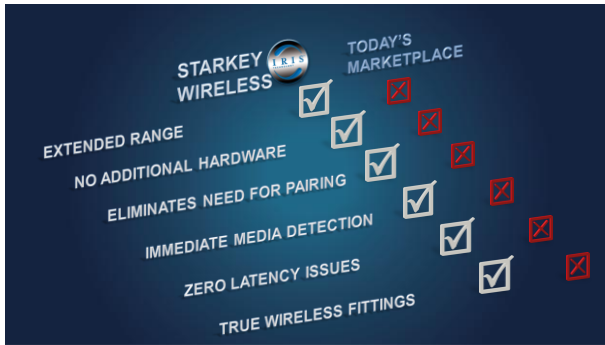 STARKEY
WIRELESS
IRIS
TODAY'S
MARKETPLACE
EXTENDED RANGE
NO ADDITIONAL HARDWARE
ELIMINATES NEED FOR PAIRING
IMMEDIATE MEDIA DETECTION
ZERO LATENCY ISSUES
TRUE WIRELESS FITTINGS